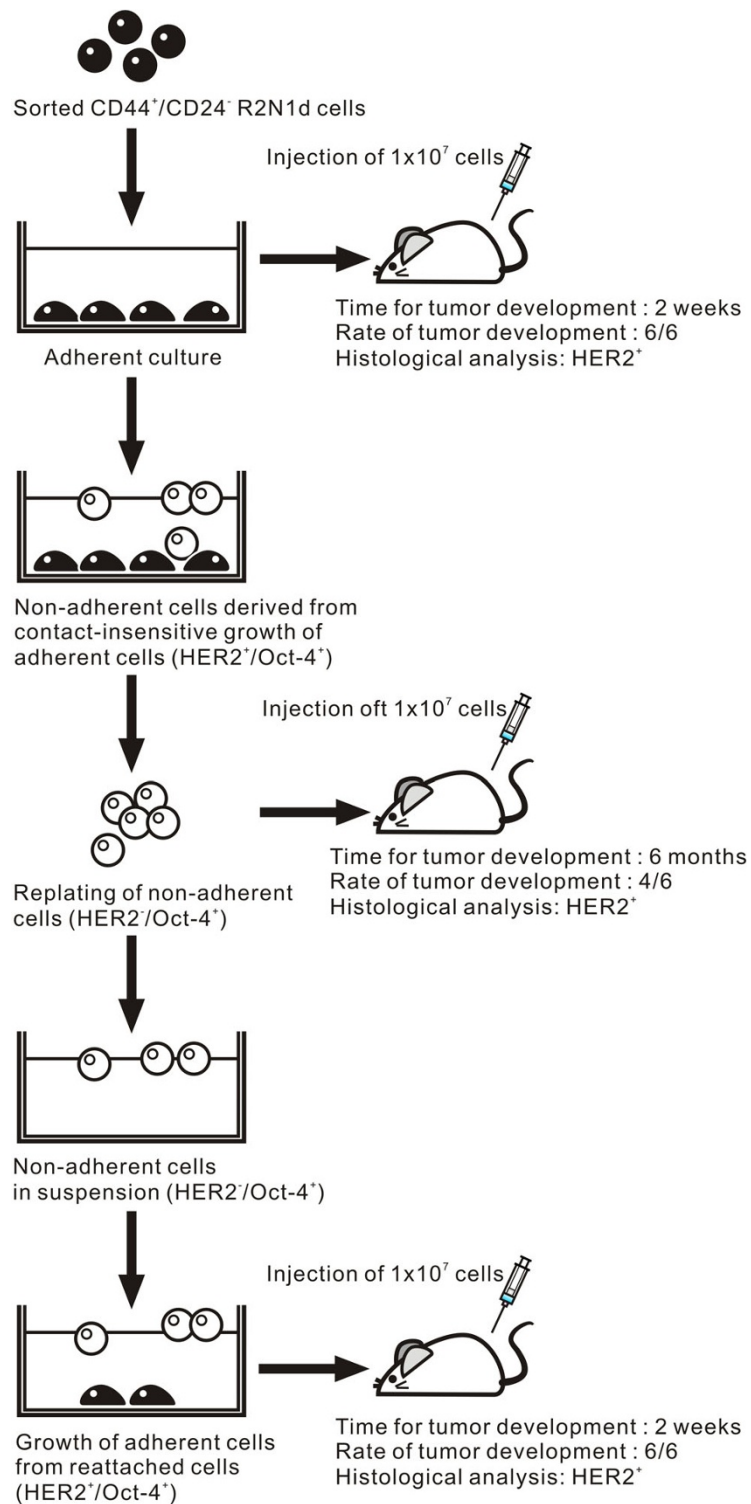 Sorted CD44⁺/CD24⁻ R2N1d cells
Injection of 1x10⁷ cells
Time for tumor development : 2 weeks
Rate of tumor development : 6/6
Histological analysis: HER2⁺
Adherent culture
Non-adherent cells derived from
contact-insensitive growth of
adherent cells (HER2⁺/Oct-4⁺)
Injection oft 1x10⁷ cells
Time for tumor development : 6 months
Rate of tumor development : 4/6
Histological analysis: HER2⁺
Replating of non-adherent
cells (HER2⁻/Oct-4⁺)
Non-adherent cells
in suspension (HER2⁻/Oct-4⁺)
Injection of 1x10⁷ cells
Time for tumor development : 2 weeks
Rate of tumor development : 6/6
Histological analysis: HER2⁺
Growth of adherent cells
from reattached cells
(HER2⁺/Oct-4⁺)